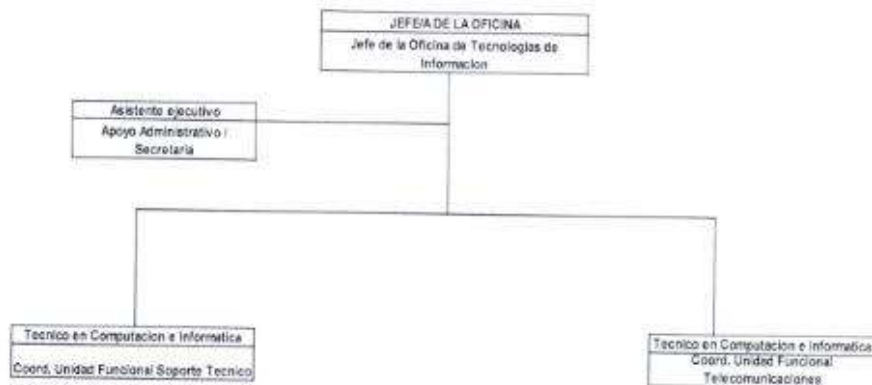 JEFE/A DE LA OFICINA
Jefe de la Oficina de Tecnologias de
Informacion
Asistente ejecutivo
Apoyo Administrativo /
Secretaria
Tecnico en Computacion e Informatica
Coord. Unidad Funcional Soporte Tecnico
Tecnico en Computacion e Informatica
Coord. Unidad Funcional
Telecomunicaciones